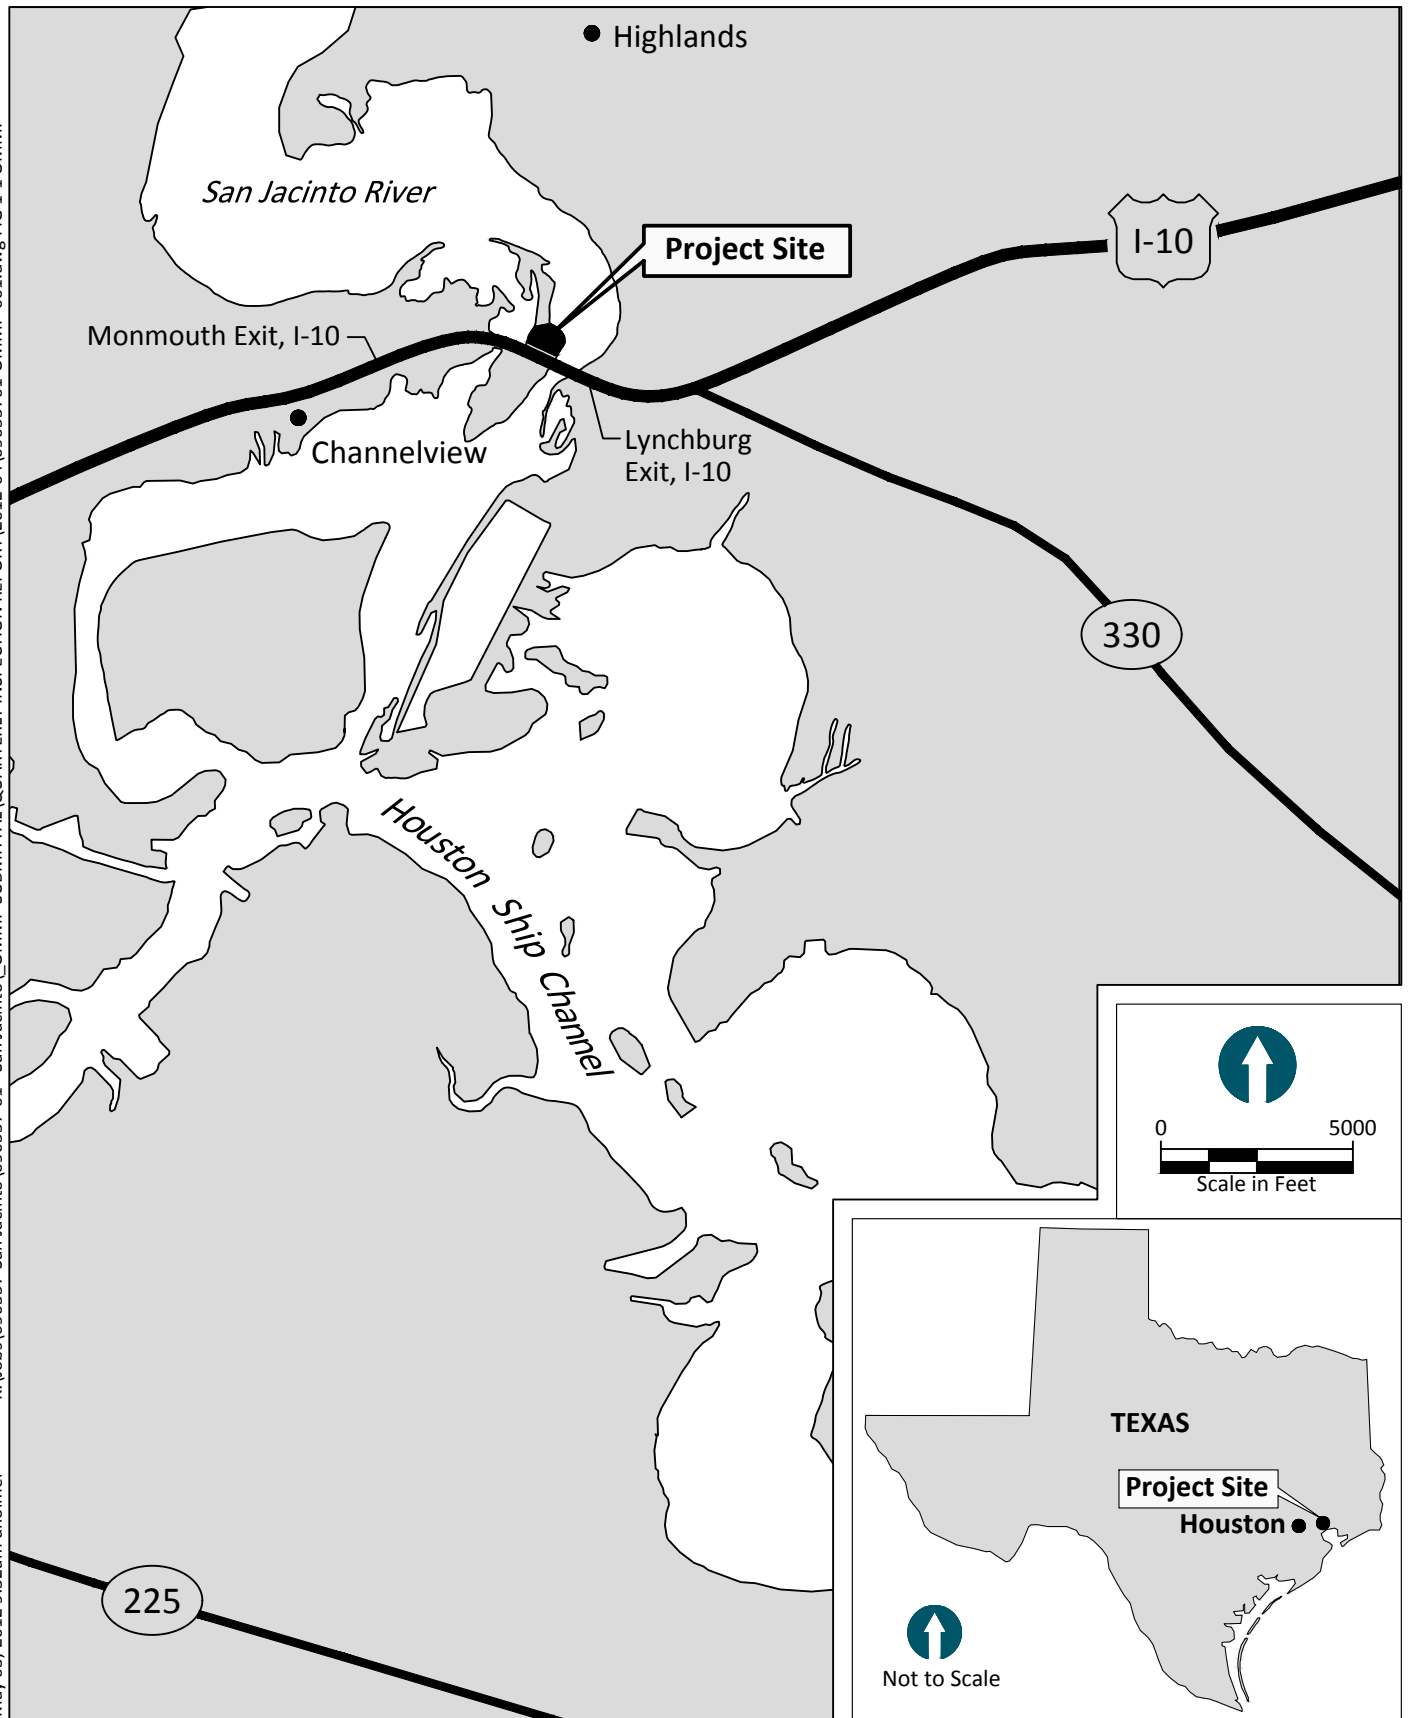 Highlands
San Jacinto River
Project Site
I-10
Monmouth Exit, I-10
Channelview
Lynchburg
Exit, I-10
330
Houston Ship Channel
0 5000
Scale in Feet
TEXAS
Project Site
Houston
225
Not to Scale